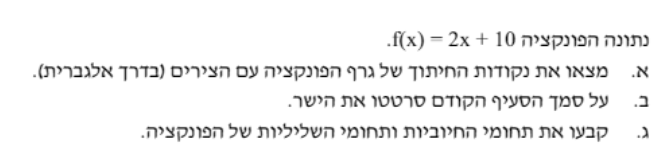 נתונה הפונקציה f(x) = 2x + 10.
א. מצאו את נקודות החיתוך של גרף הפונקציה עם הצירים (בדרך אלגברית).
ב. על סמך הסעיף הקודם סרטטו את הישר.
ג. קבעו את תחומי החיוביות ותחומי השליליות של הפונקציה.